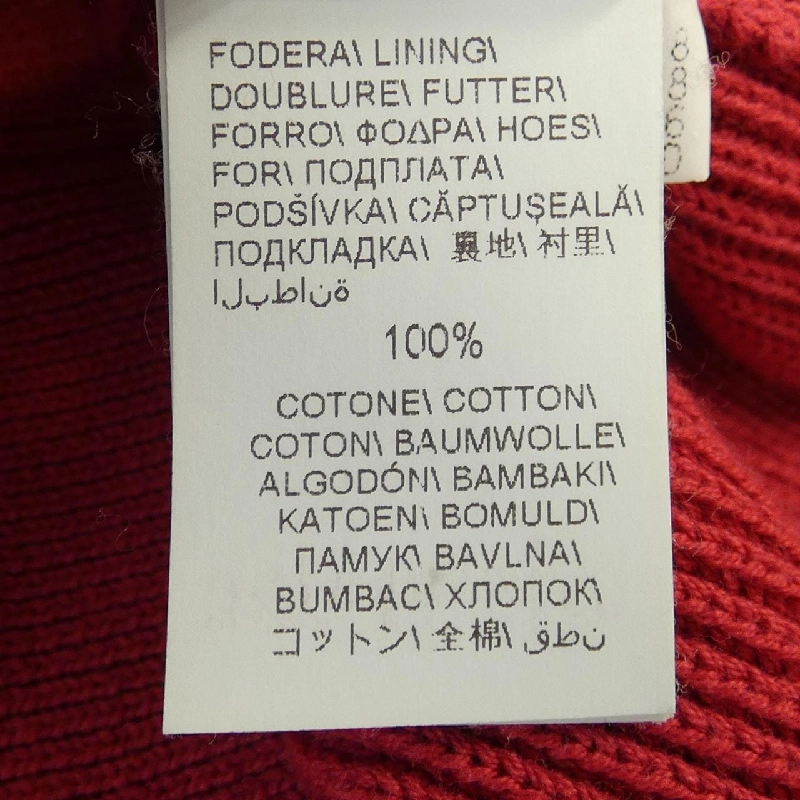 FODERA\ LINING\
DOUBLURE\ FUTTER\
FORRO\ ΦΟΔΡΑ\ HOES\
FOR\ ПОДПЛАТА\
PODŠÍVKA\ CĂPTUȘEALĂ\
ПОДКЛАДКА\ 裏地\ 衬里\
البطانة
100%
COTONE\ COTTON\
COTON\ BAUMWOLLE\
ALGODÓN\ BAMBAKI\
KATOEN\ BOMULD\
ПАМУК\ BAVLNA\
BUMBAC\ ХЛОПОК\
コットン\ 全棉\ قطن